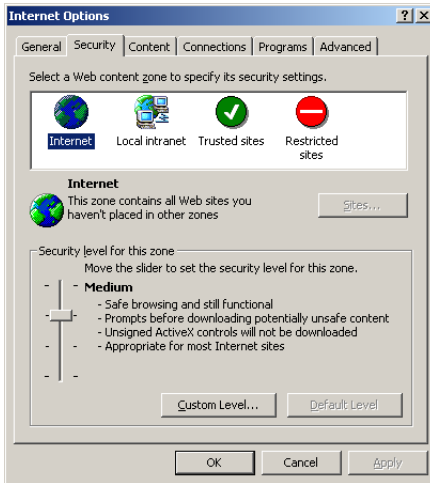 Internet Options
? X
General Security Content Connections Programs Advanced
Select a Web content zone to specify its security settings.
Internet Local intranet Trusted sites Restricted sites
Internet
This zone contains all Web sites you
haven't placed in other zones
Sites...
Security level for this zone
Move the slider to set the security level for this zone.
Medium
- Safe browsing and still functional
- Prompts before downloading potentially unsafe content
- Unsigned ActiveX controls will not be downloaded
- Appropriate for most Internet sites
Custom Level... Default Level
OK Cancel Apply